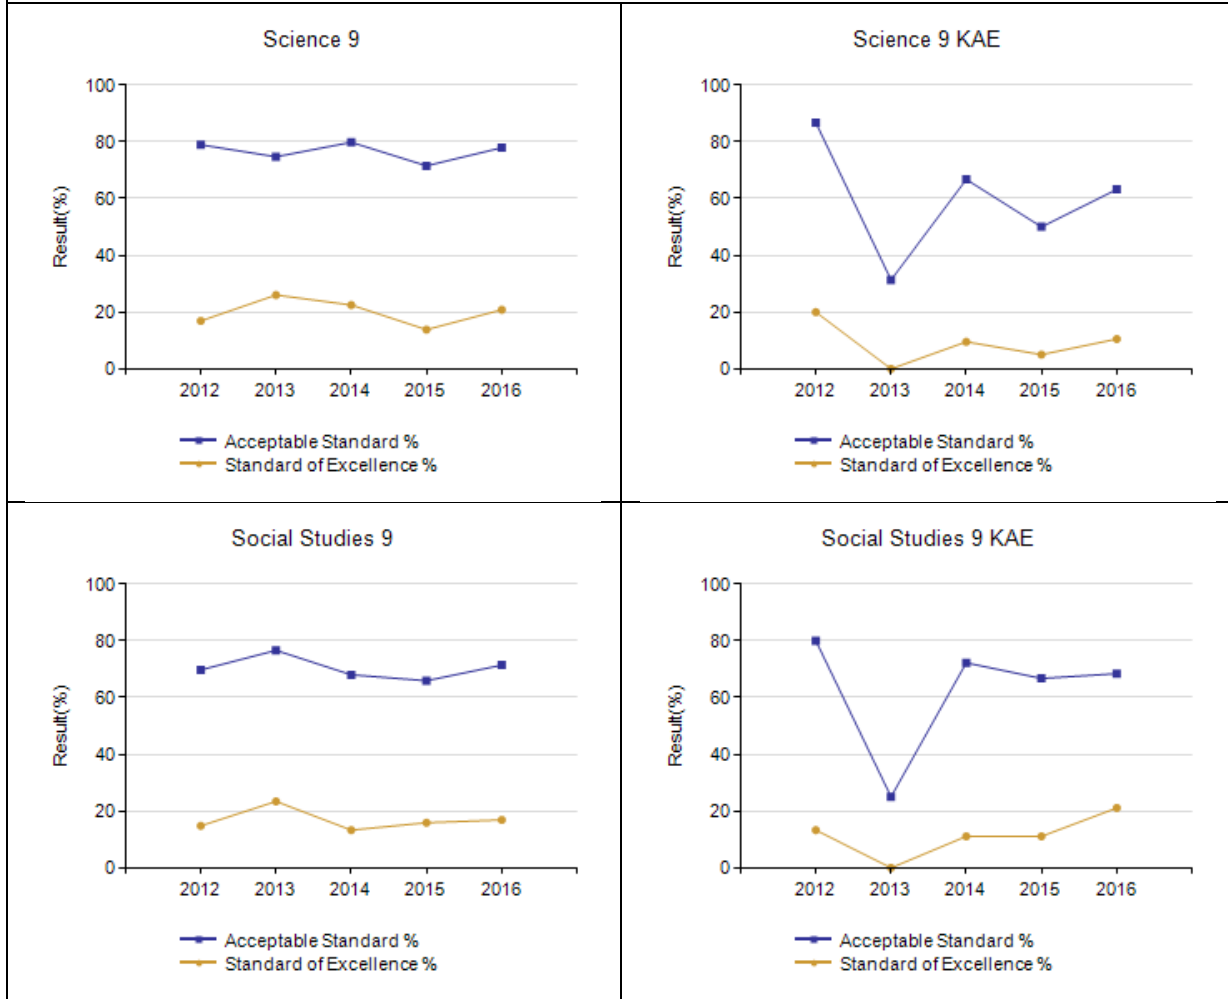 Science 9
100
80
60
40
20
0
Result(%)
2012 2013 2014 2015 2016
Acceptable Standard %
Standard of Excellence %
Science 9 KAE
100
80
60
40
20
0
Result(%)
2012 2013 2014 2015 2016
Acceptable Standard %
Standard of Excellence %
Social Studies 9
100
80
60
40
20
0
Result(%)
2012 2013 2014 2015 2016
Acceptable Standard %
Standard of Excellence %
Social Studies 9 KAE
100
80
60
40
20
0
Result(%)
2012 2013 2014 2015 2016
Acceptable Standard %
Standard of Excellence %